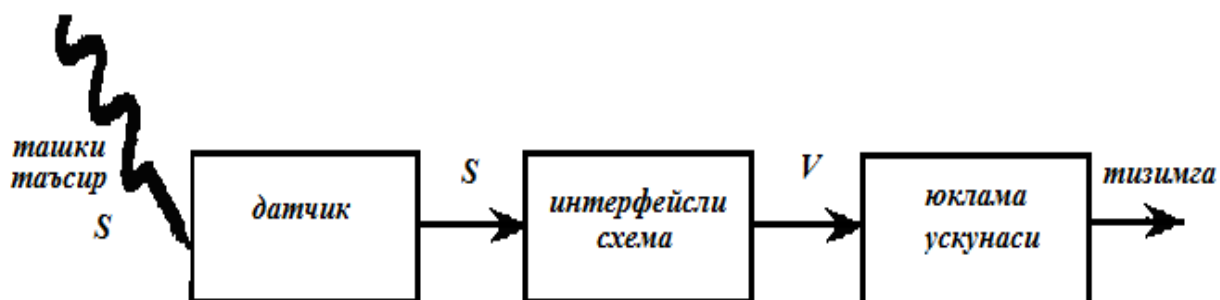 ташки
таъсир
S
датчик
S
интерфейсли
схема
V
юклама
ускунаси
тизимга